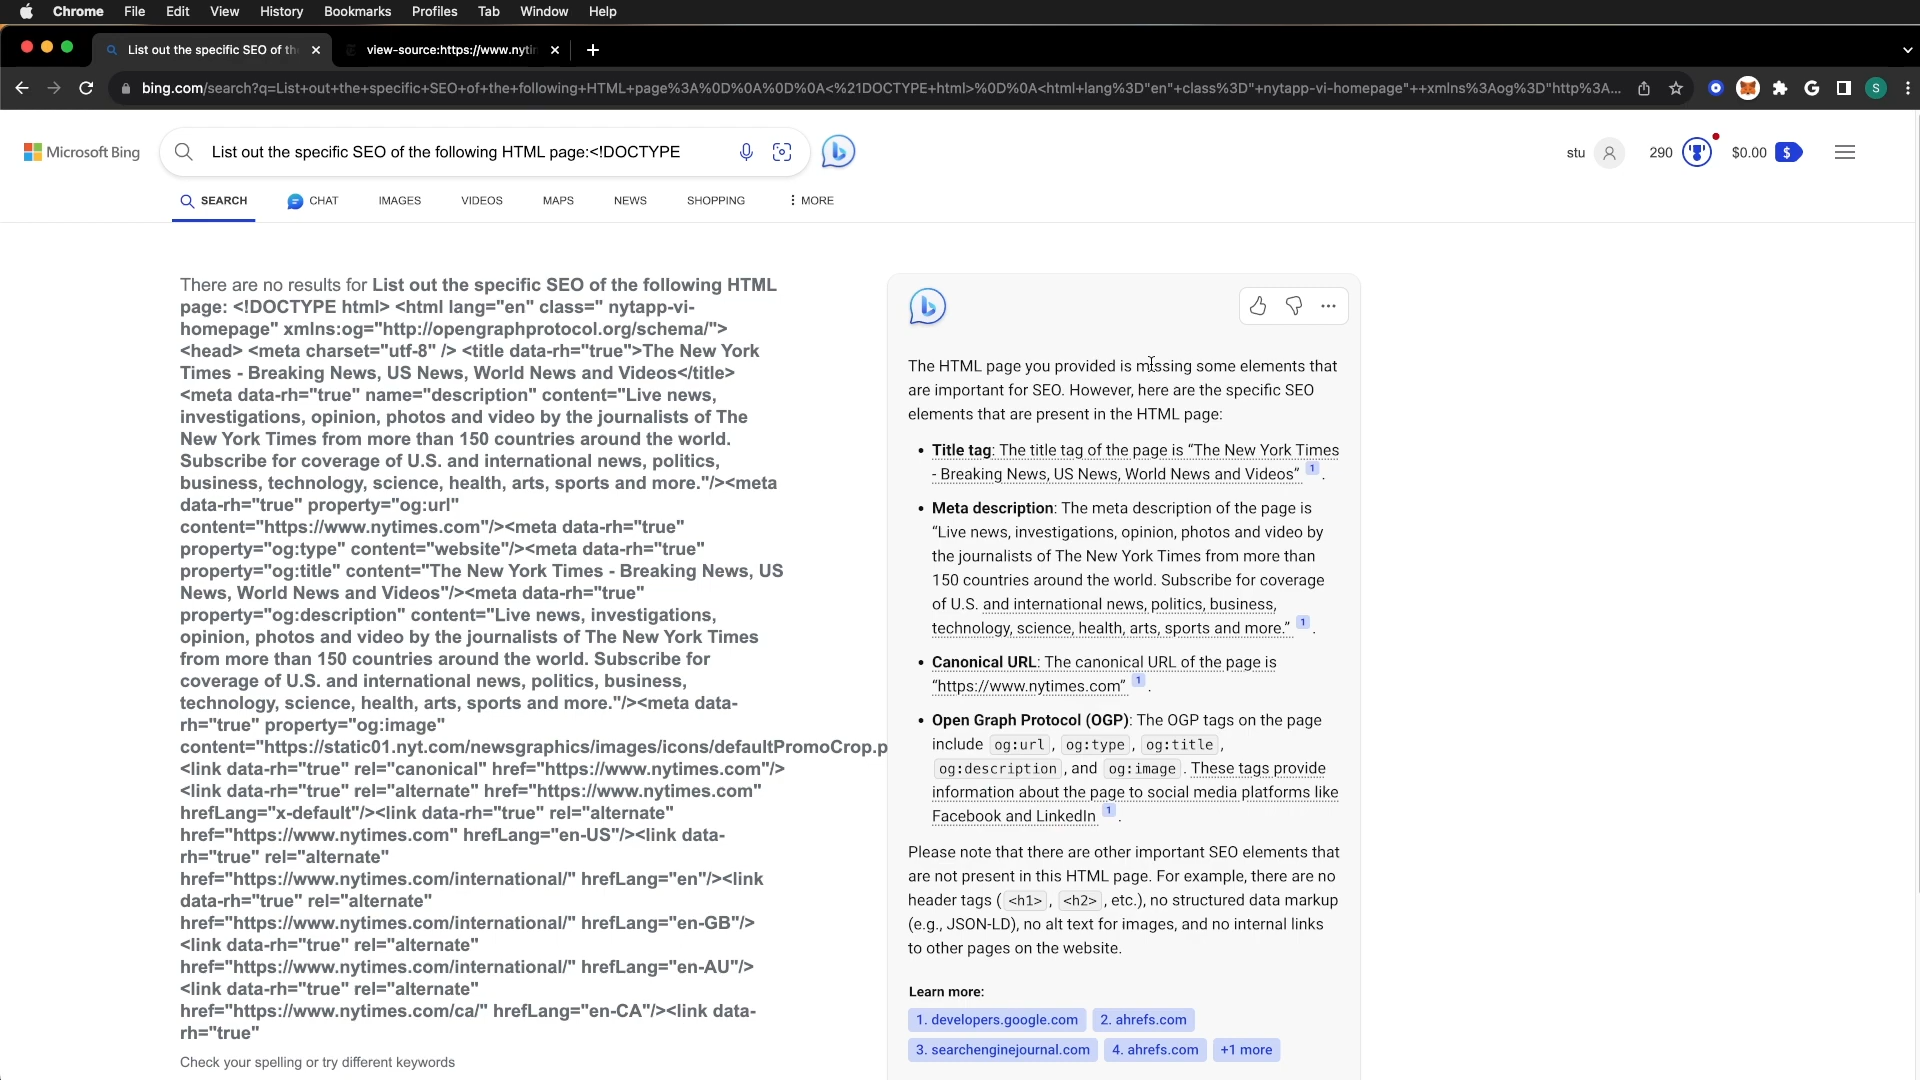 Chrome File Edit View History Bookmarks Profiles Tab Window Help
List out the specific SEO of th
view-source:https://www.nytim
bing.com/search?q=List+out+the+specific+SEO+of+the+following+HTML+page%3A%0D%0A%0D%0A<%21DOCTYPE+html>%0D%0A<html+lang%3D"en"+class%3D"+nytapp-vi-homepage"++xmlns%3Aog%3D"http%3A...
S
Microsoft Bing
List out the specific SEO of the following HTML page:<!DOCTYPE
stu
290
$0.00
$
SEARCH CHAT IMAGES VIDEOS MAPS NEWS SHOPPING MORE
There are no results for List out the specific SEO of the following HTML
page: <!DOCTYPE html> <html lang="en" class=" nytapp-vi-
homepage" xmlns:og="http://opengraphprotocol.org/schema/">
<head> <meta charset="utf-8" /> <title data-rh="true">The New York
Times - Breaking News, US News, World News and Videos</title>
<meta data-rh="true" name="description" content="Live news,
investigations, opinion, photos and video by the journalists of The
New York Times from more than 150 countries around the world.
Subscribe for coverage of U.S. and international news, politics,
business, technology, science, health, arts, sports and more."/><meta
data-rh="true" property="og:url"
content="https://www.nytimes.com"/><meta data-rh="true"
property="og:type" content="website"/><meta data-rh="true"
property="og:title" content="The New York Times - Breaking News, US
News, World News and Videos"/><meta data-rh="true"
property="og:description" content="Live news, investigations,
opinion, photos and video by the journalists of The New York Times
from more than 150 countries around the world. Subscribe for
coverage of U.S. and international news, politics, business,
technology, science, health, arts, sports and more."/><meta data-
rh="true" property="og:image"
content="https://static01.nyt.com/newsgraphics/images/icons/defaultPromoCrop.p
<link data-rh="true" rel="canonical" href="https://www.nytimes.com"/>
<link data-rh="true" rel="alternate" href="https://www.nytimes.com"
hrefLang="x-default"/><link data-rh="true" rel="alternate"
href="https://www.nytimes.com" hrefLang="en-US"/><link data-
rh="true" rel="alternate"
href="https://www.nytimes.com/international/" hrefLang="en"/><link
data-rh="true" rel="alternate"
href="https://www.nytimes.com/international/" hrefLang="en-GB"/>
<link data-rh="true" rel="alternate"
href="https://www.nytimes.com/international/" hrefLang="en-AU"/>
<link data-rh="true" rel="alternate"
href="https://www.nytimes.com/ca/" hrefLang="en-CA"/><link data-
rh="true"
Check your spelling or try different keywords
The HTML page you provided is missing some elements that
are important for SEO. However, here are the specific SEO
elements that are present in the HTML page:
• Title tag: The title tag of the page is “The New York Times
- Breaking News, US News, World News and Videos” 1 .
• Meta description: The meta description of the page is
“Live news, investigations, opinion, photos and video by
the journalists of The New York Times from more than
150 countries around the world. Subscribe for coverage
of U.S. and international news, politics, business,
technology, science, health, arts, sports and more.” 1 .
• Canonical URL: The canonical URL of the page is
“https://www.nytimes.com” 1 .
• Open Graph Protocol (OGP): The OGP tags on the page
include og:url , og:type , og:title ,
og:description , and og:image . These tags provide
information about the page to social media platforms like
Facebook and LinkedIn 1 .
Please note that there are other important SEO elements that
are not present in this HTML page. For example, there are no
header tags ( <h1> , <h2> , etc.), no structured data markup
(e.g., JSON-LD), no alt text for images, and no internal links
to other pages on the website.
Learn more:
1. developers.google.com 2. ahrefs.com
3. searchenginejournal.com 4. ahrefs.com +1 more